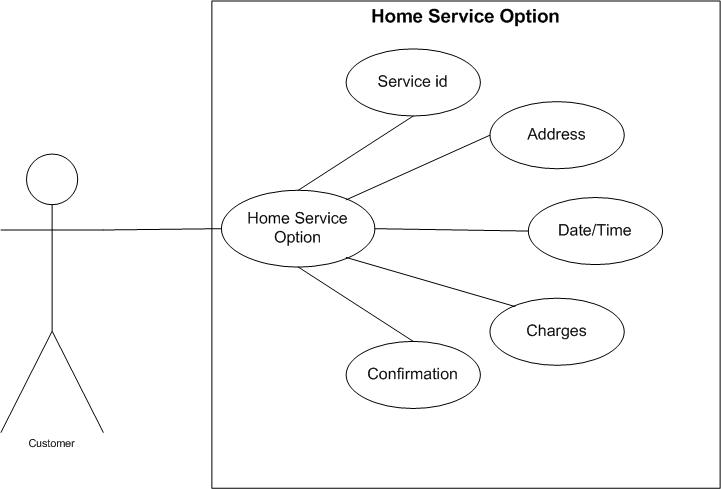 Home Service Option
Service id
Address
Home Service
Option
Date/Time
Charges
Confirmation
Customer